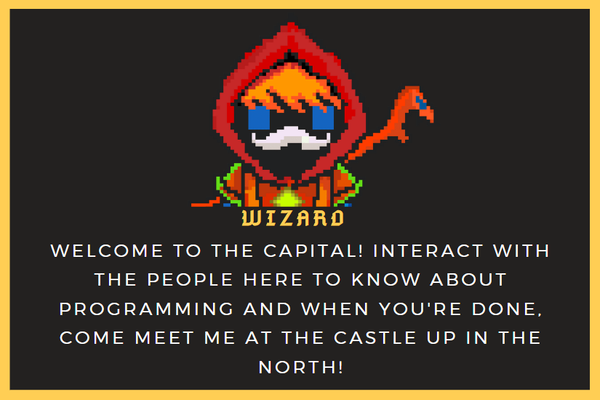 WIZARD
WELCOME TO THE CAPITAL! INTERACT WITH
THE PEOPLE HERE TO KNOW ABOUT
PROGRAMMING AND WHEN YOU'RE DONE,
COME MEET ME AT THE CASTLE UP IN THE
NORTH!